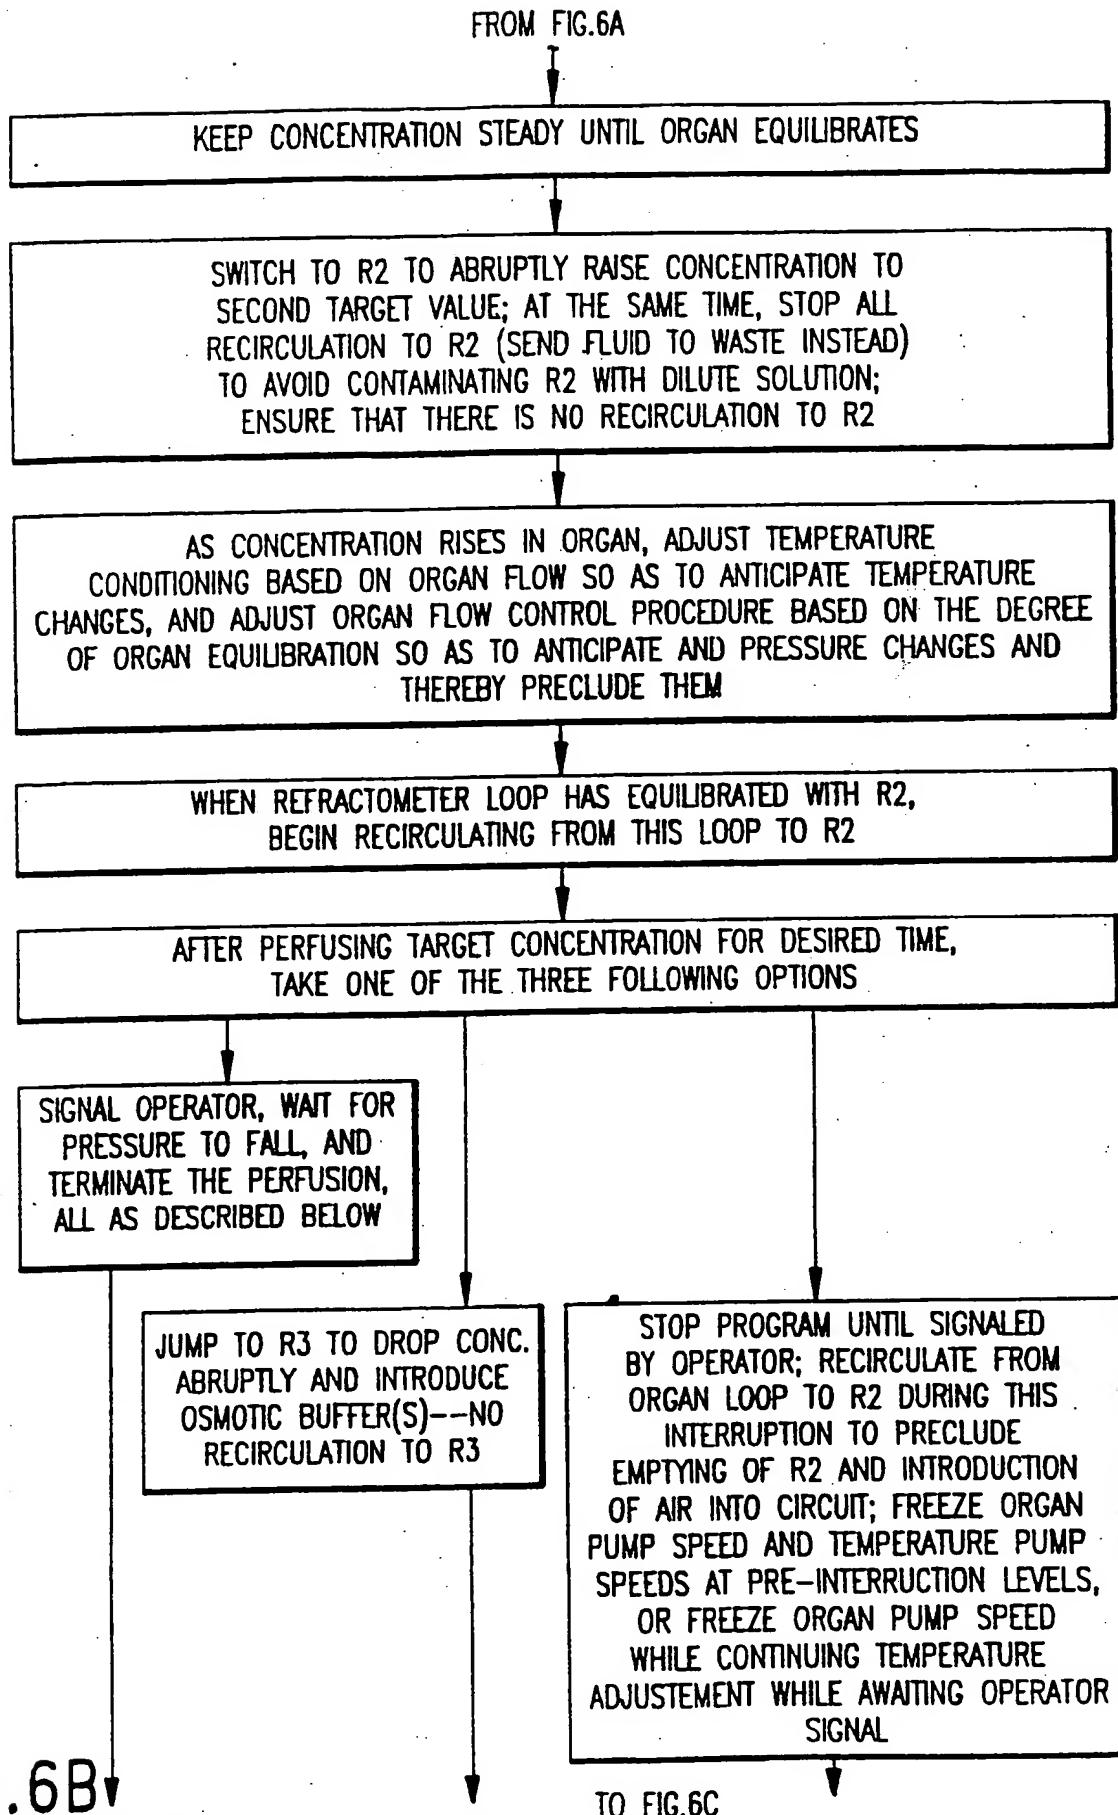 FROM FIG.6A
KEEP CONCENTRATION STEADY UNTIL ORGAN EQUILIBRATES
SWITCH TO R2 TO ABRUPTLY RAISE CONCENTRATION TO
SECOND TARGET VALUE; AT THE SAME TIME, STOP ALL
RECIRCULATION TO R2 (SEND FLUID TO WASTE INSTEAD)
TO AVOID CONTAMINATING R2 WITH DILUTE SOLUTION;
ENSURE THAT THERE IS NO RECIRCULATION TO R2
AS CONCENTRATION RISES IN ORGAN, ADJUST TEMPERATURE
CONDITIONING BASED ON ORGAN FLOW SO AS TO ANTICIPATE TEMPERATURE
CHANGES, AND ADJUST ORGAN FLOW CONTROL PROCEDURE BASED ON THE DEGREE
OF ORGAN EQUILIBRATION SO AS TO ANTICIPATE AND PRESSURE CHANGES AND
THEREBY PRECLUDE THEM
WHEN REFRACTOMETER LOOP HAS EQUILIBRATED WITH R2,
BEGIN RECIRCULATING FROM THIS LOOP TO R2
AFTER PERFUSING TARGET CONCENTRATION FOR DESIRED TIME,
TAKE ONE OF THE THREE FOLLOWING OPTIONS
SIGNAL OPERATOR, WAIT FOR
PRESSURE TO FALL, AND
TERMINATE THE PERFUSION,
ALL AS DESCRIBED BELOW
JUMP TO R3 TO DROP CONC.
ABRUPTLY AND INTRODUCE
OSMOTIC BUFFER(S)--NO
RECIRCULATION TO R3
STOP PROGRAM UNTIL SIGNALED
BY OPERATOR; RECIRCULATE FROM
ORGAN LOOP TO R2 DURING THIS
INTERRUPTION TO PRECLUDE
EMPTYING OF R2 AND INTRODUCTION
OF AIR INTO CIRCUIT; FREEZE ORGAN
PUMP SPEED AND TEMPERATURE PUMP
SPEEDS AT PRE-INTERRUCTION LEVELS,
OR FREEZE ORGAN PUMP SPEED
WHILE CONTINUING TEMPERATURE
ADJUSTEMENT WHILE AWAITING OPERATOR
SIGNAL
.6B
TO FIG.6C